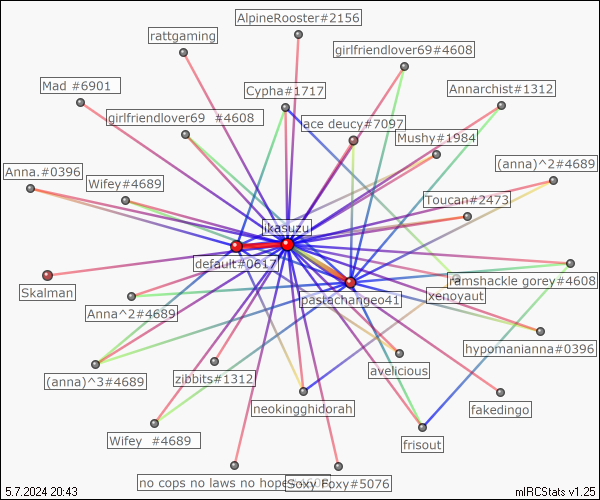 AlpineRooster#2156
rattgaming
girlfriendlover69#4608
Mad #6901
Cypha#1717
Annarchist#1312
girlfriendlover69 #4608
ace deucy#7097
Mushy#1984
Anna.#0396
(anna)^2#4689
Wifey#4689
Toucan#2473
ikasuzu
default#0617
Skalman
ramshackle gorey#4608
pastachangeo41
xenoyaut
Anna^2#4689
hypomanianna#0396
avelicious
(anna)^3#4689
zibbits#1312
neokingghidorah
fakedingo
Wifey #4689
frisout
no cops no laws no hope
Soxy Foxy#5076
5.7.2024 20:43
mIRCStats v1.25